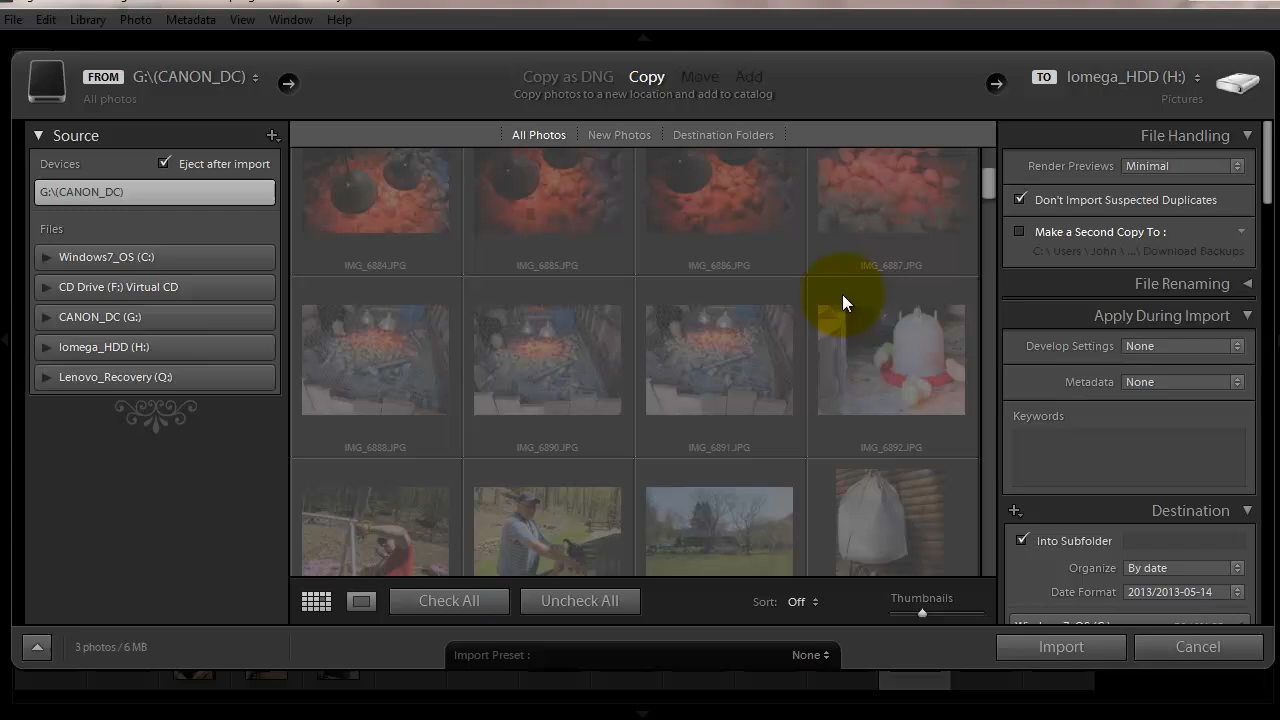 File Edit Library Photo Metadata View Window Help
FROM G:\(CANON_DC)
All photos
Copy as DNG Copy Move Add
Copy photos to a new location and add to catalog
TO Iomega_HDD (H:)
Pictures
Source
Devices Eject after import
G:\(CANON_DC)
Files
Windows7_OS (C:)
CD Drive (F:) Virtual CD
CANON_DC (G:)
Iomega_HDD (H:)
Lenovo_Recovery (Q:)
All Photos New Photos Destination Folders
IMG_6884.JPG IMG_6885.JPG IMG_6886.JPG IMG_6887.JPG
IMG_6888.JPG IMG_6890.JPG IMG_6891.JPG IMG_6892.JPG
Check All Uncheck All Sort: Off Thumbnails
File Handling
Render Previews Minimal
Don't Import Suspected Duplicates
Make a Second Copy To :
C:\ Users \ John \ ...\ Download Backups
File Renaming
Apply During Import
Develop Settings None
Metadata None
Keywords
Destination
Into Subfolder
Organize By date
Date Format 2013/2013-05-14
3 photos / 6 MB
Import Preset : None
Import Cancel